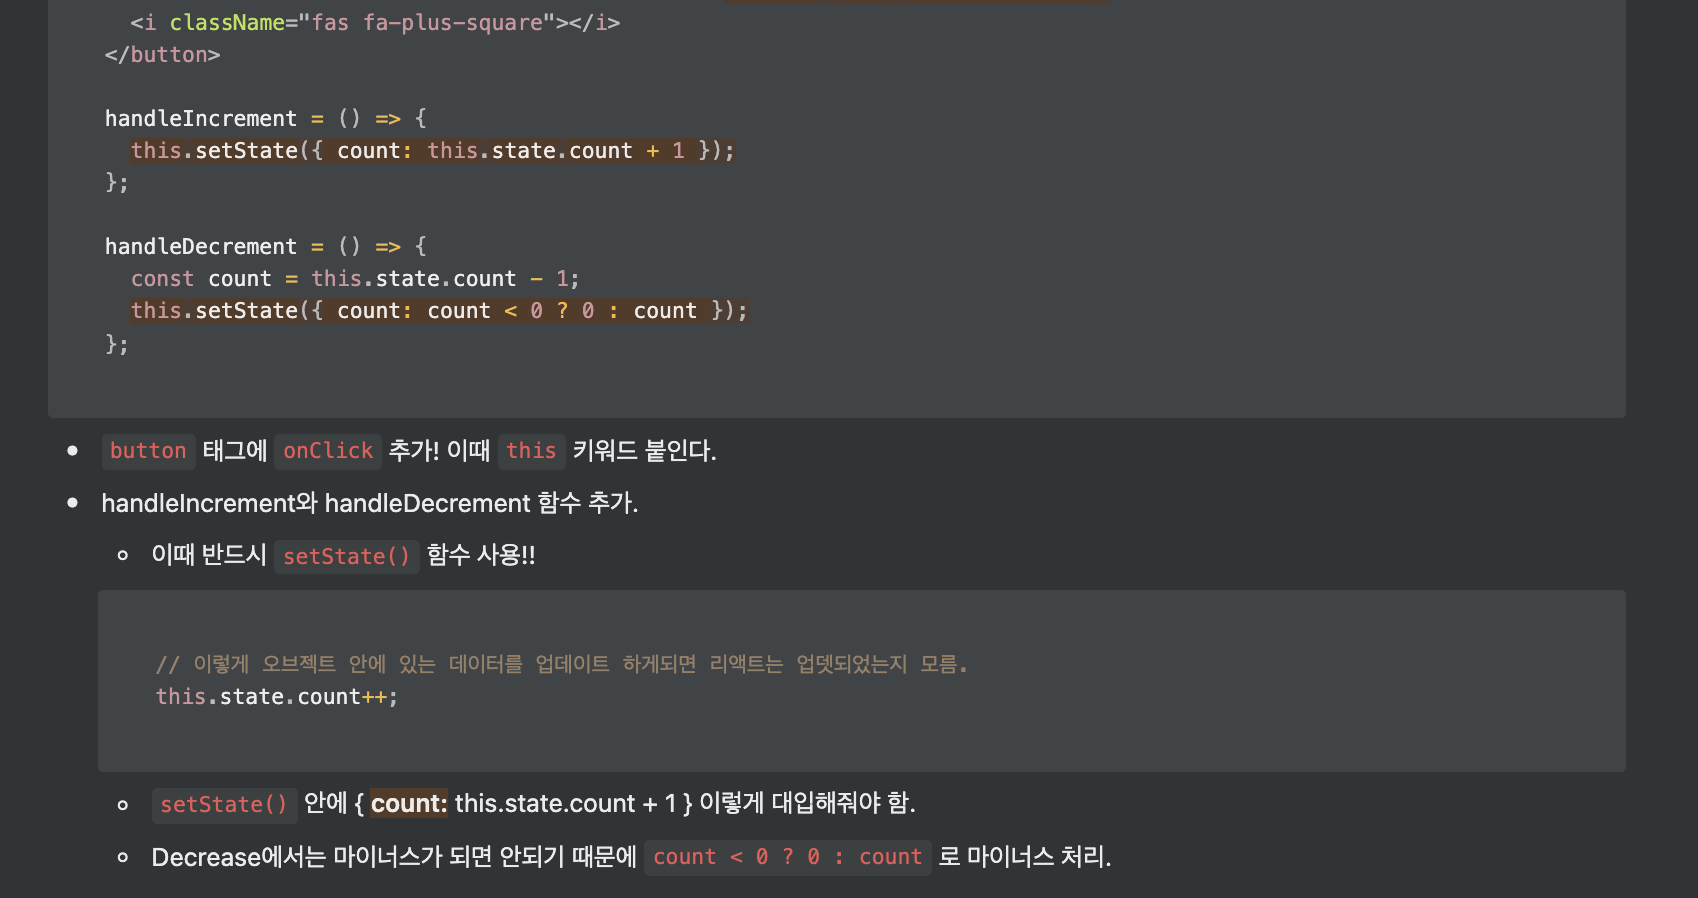 <i className="fas fa-plus-square"></i>
</button>
handleIncrement = () => {
this.setState({ count: this.state.count + 1 });
};
handleDecrement = () => {
const count = this.state.count - 1;
this.setState({ count: count < 0 ? 0 : count });
};
button 태그에 onClick 추가! 이때 this 키워드 붙인다.
handleIncrement와 handleDecrement 함수 추가.
이때 반드시 setState() 함수 사용!!
// 이렇게 오브젝트 안에 있는 데이터를 업데이트 하게되면 리액트는 업뎃되었는지 모름.
this.state.count++;
setState() 안에 { count: this.state.count + 1 } 이렇게 대입해줘야 함.
Decrease에서는 마이너스가 되면 안되기 때문에 count < 0 ? 0 : count 로 마이너스 처리.